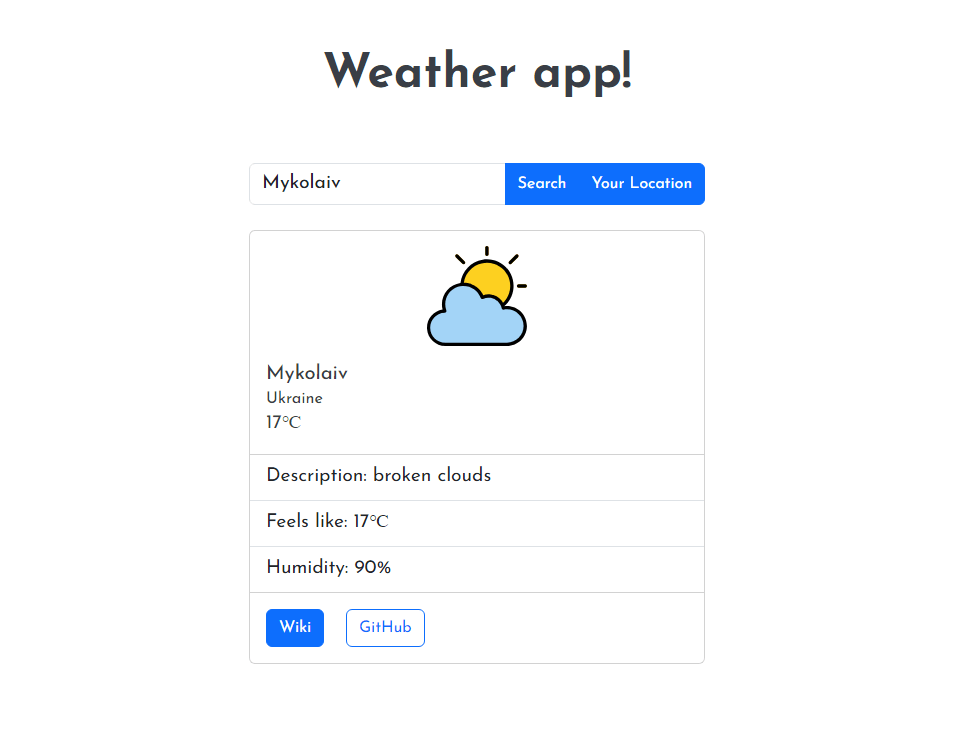 Weather app!
Mykolaiv
Search
Your Location
Mykolaiv
Ukraine
17℃
Description: broken clouds
Feels like: 17℃
Humidity: 90%
Wiki
GitHub